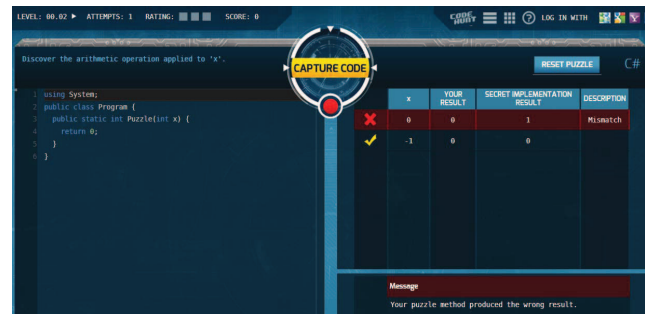 LEVEL: 00.02 ▶ ATTEMPTS: 1 RATING: SCORE: 0
CODE HUNT
? LOG IN WITH
Discover the arithmetic operation applied to 'x'.
CAPTURE CODE
RESET PUZZLE
C#
1 using System;
2 public class Program {
3 public static int Puzzle(int x) {
4 return 0;
5 }
6 }
x YOUR RESULT SECRET IMPLEMENTATION RESULT DESCRIPTION
0 0 1 Mismatch
-1 0 0
Message
Your puzzle method produced the wrong result.